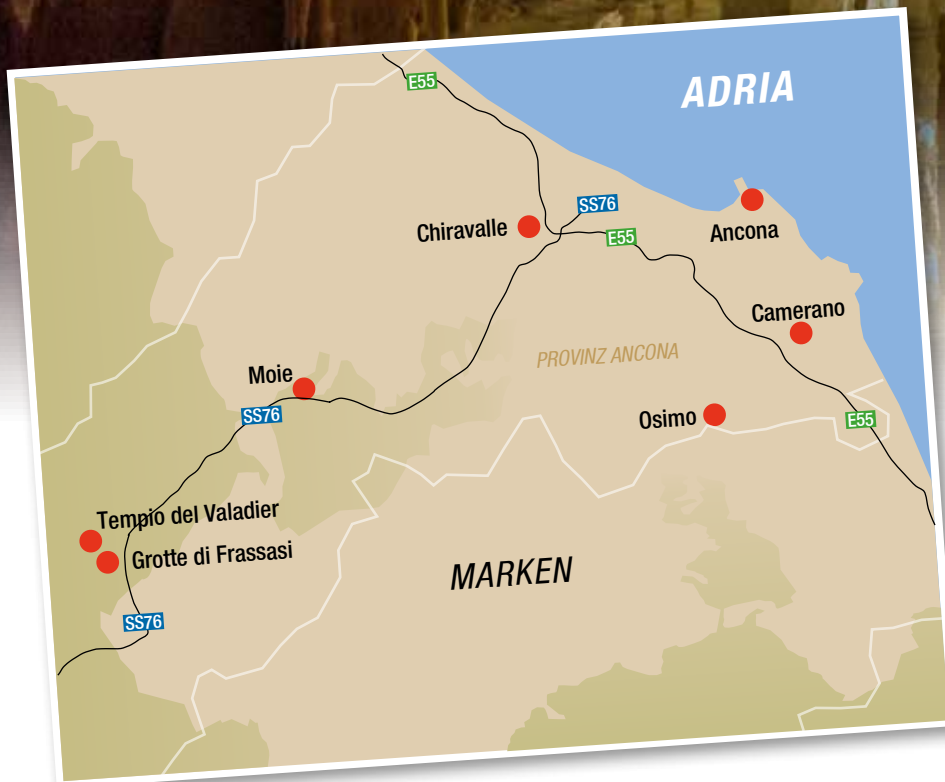 E55
ADRIA
SS76
Chiravalle
E55
Ancona
Camerano
PROVINZ ANCONA
Moie
SS76
Osimo
E55
Tempio del Valadier
Grotte di Frassasi
MARKEN
SS76